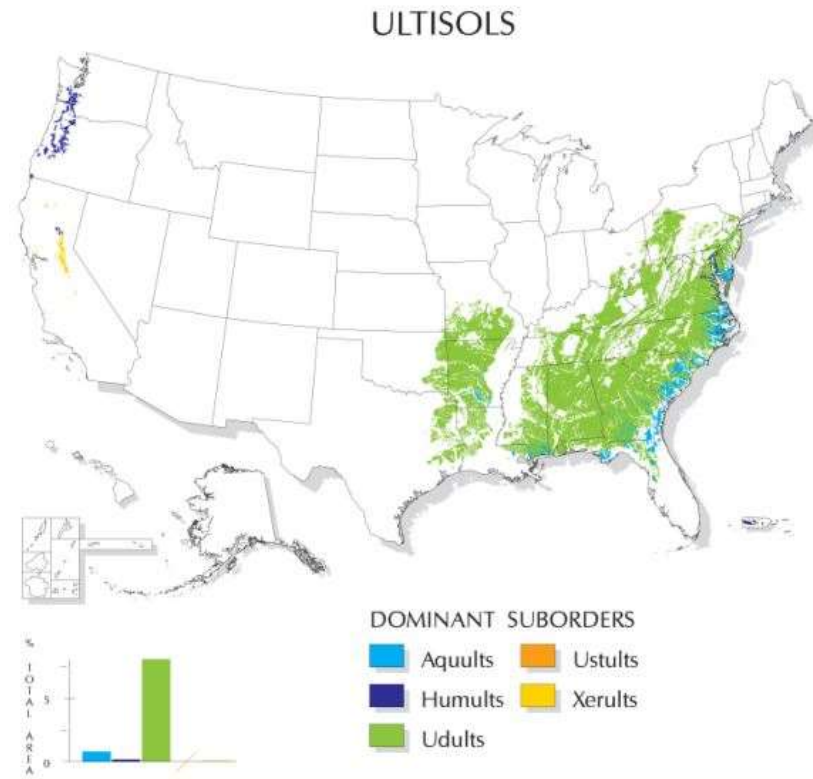 ULTISOLS
DOMINANT SUBORDERS
Aquults
Ustults
Humults
Xerults
Udults
% TOTAL AREA
5
0